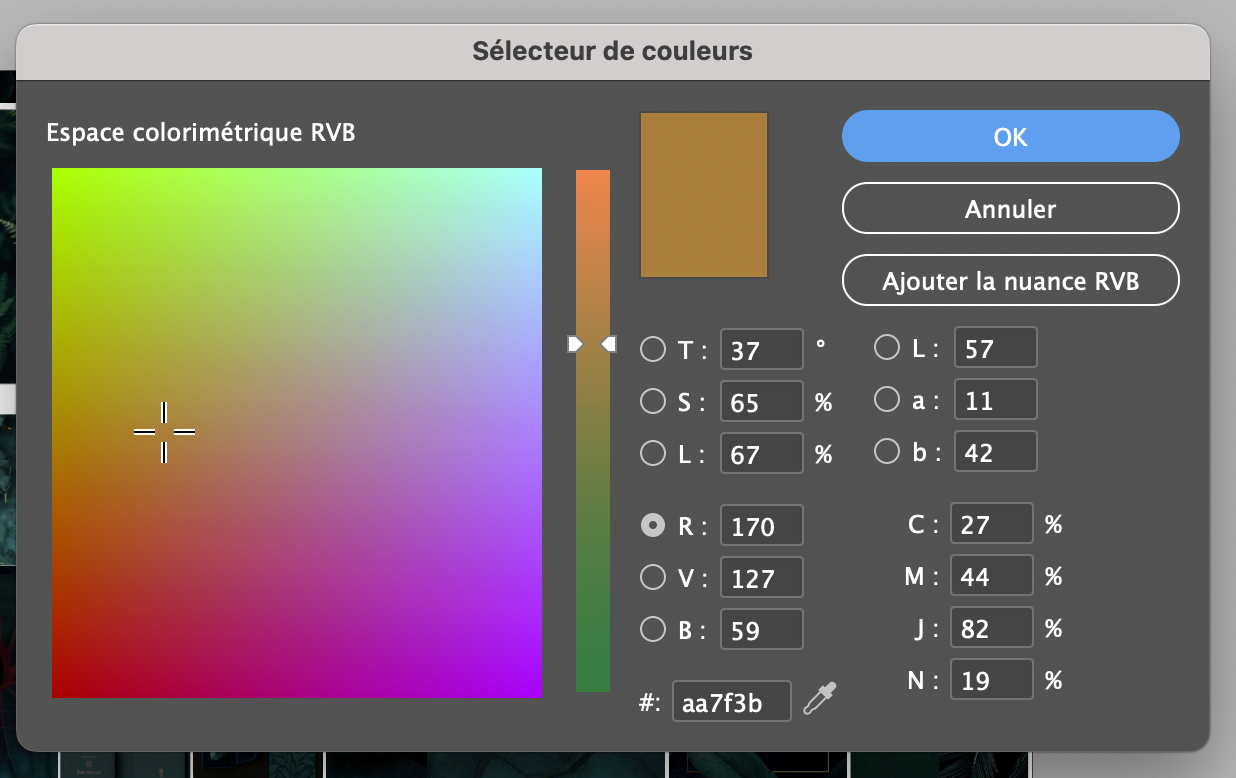 Sélecteur de couleurs
Espace colorimétrique RVB
OK
Annuler
Ajouter la nuance RVB
T : 37 °
S : 65 %
L : 67 %
L : 57
a : 11
b : 42
R : 170
V : 127
B : 59
#: aa7f3b
C : 27 %
M : 44 %
J : 82 %
N : 19 %